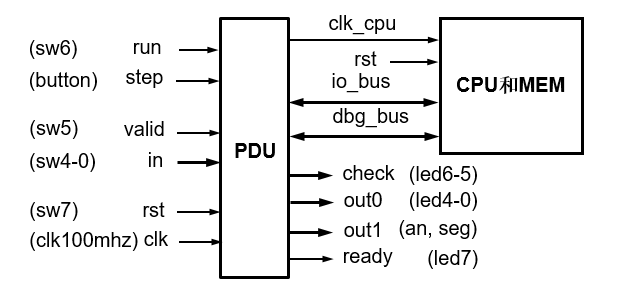 clk_cpu
(sw6) run
rst
(button) step
io_bus
CPU和MEM
dbg_bus
(sw5) valid
PDU
(sw4-0) in
check (led6-5)
out0 (led4-0)
(sw7) rst
out1 (an, seg)
(clk100mhz) clk
ready (led7)